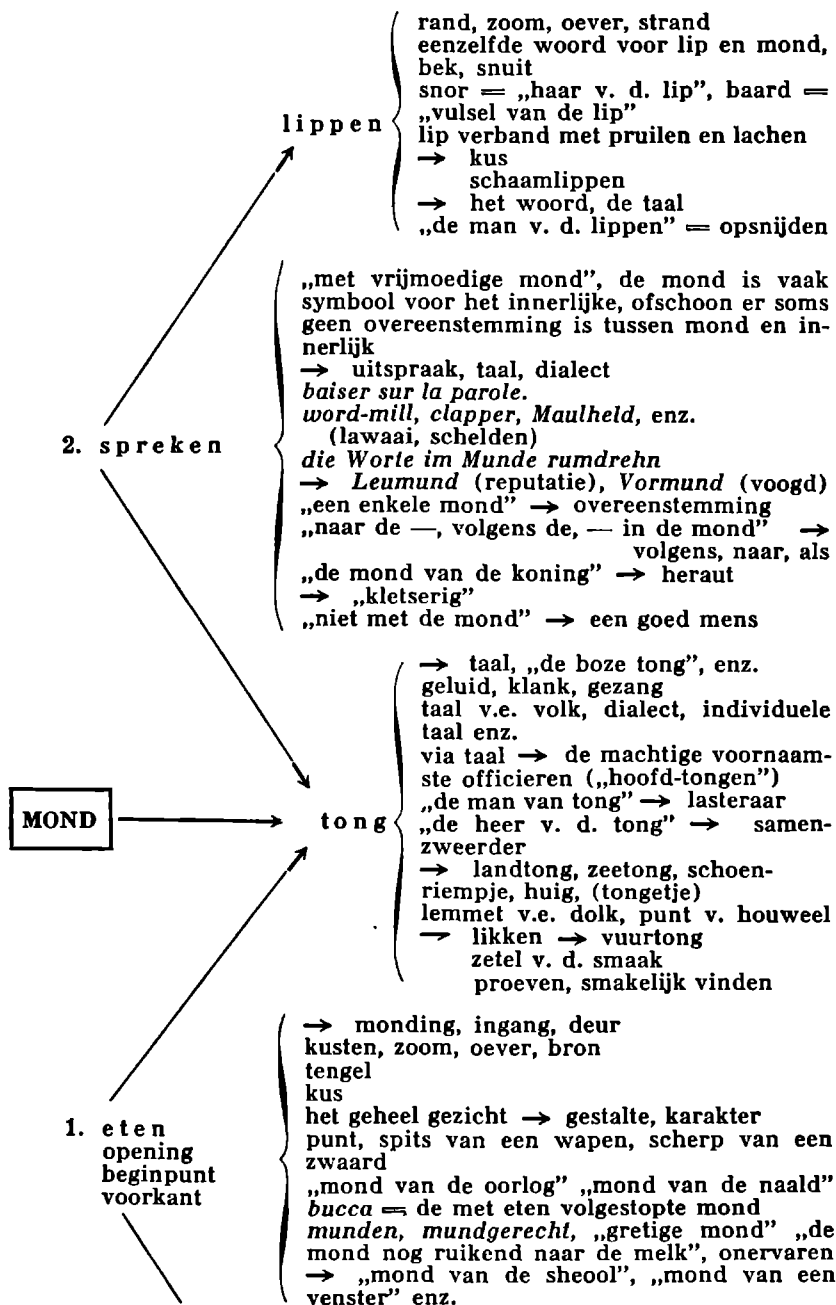 rand, zoom, oever, strand
eenzelfde woord voor lip en mond,
bek, snuit
snor = „haar v. d. lip”, baard =
„vulsel van de lip”
lippen
lip verband met pruilen en lachen
→ kus
schaamlippen
→ het woord, de taal
„de man v. d. lippen” = opsnijden
„met vrijmoedige mond”, de mond is vaak
symbool voor het innerlijke, ofschoon er soms
geen overeenstemming is tussen mond en in-
nerlijk
→ uitspraak, taal, dialect
baiser sur la parole.
word-mill, clapper, Maulheld, enz.
2. spreken
(lawaai, schelden)
die Worte im Munde rumdrehn
→ Leumund (reputatie), Vormund (voogd)
„een enkele mond” → overeenstemming
„naar de —, volgens de, — in de mond” →
volgens, naar, als
„de mond van de koning” → heraut
→ „kletserig”
„niet met de mond” → een goed mens
→ taal, „de boze tong”, enz.
geluid, klank, gezang
taal v.e. volk, dialect, individuele
taal enz.
via taal → de machtige voornaam-
ste officieren („hoofd-tongen”)
„de man van tong” → lasteraar
MOND → tong
„de heer v. d. tong” → samen-
zweerder
→ landtong, zeetong, schoen-
riempje, huig, (tongetje)
lemmet v.e. dolk, punt v. houweel
→ likken → vuurtong
zetel v. d. smaak
proeven, smakelijk vinden
→ monding, ingang, deur
kusten, zoom, oever, bron
tengel
kus
1. eten
opening
beginpunt
voorkant
het geheel gezicht → gestalte, karakter
punt, spits van een wapen, scherp van een
zwaard
„mond van de oorlog” „mond van de naald”
bucca = de met eten volgestopte mond
munden, mundgerecht, „gretige mond” „de
mond nog ruikend naar de melk”, onervaren
→ „mond van de sheool”, „mond van een
venster” enz.